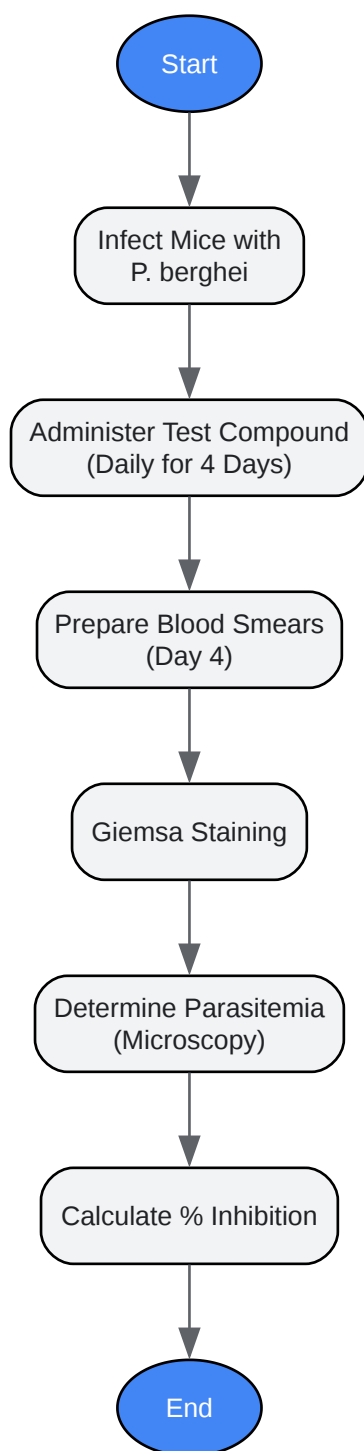 Start
Infect Mice with
P. berghei
Administer Test Compound
(Daily for 4 Days)
Prepare Blood Smears
(Day 4)
Giemsa Staining
Determine Parasitemia
(Microscopy)
Calculate % Inhibition
End